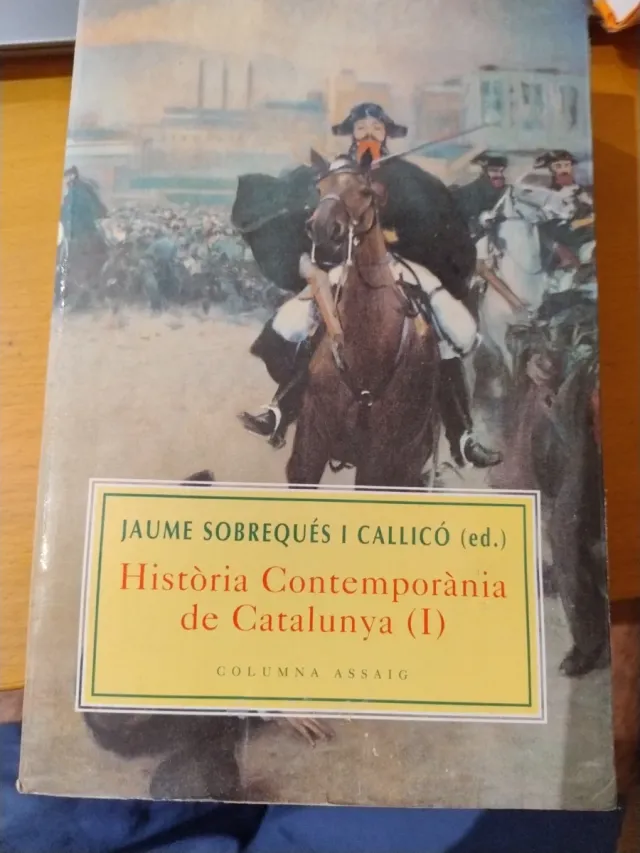 JAUME SOBREQUÉS I CALLICÓ (ed.)
Història Contemporània
de Catalunya (I)
COLUMNA ASSAIG